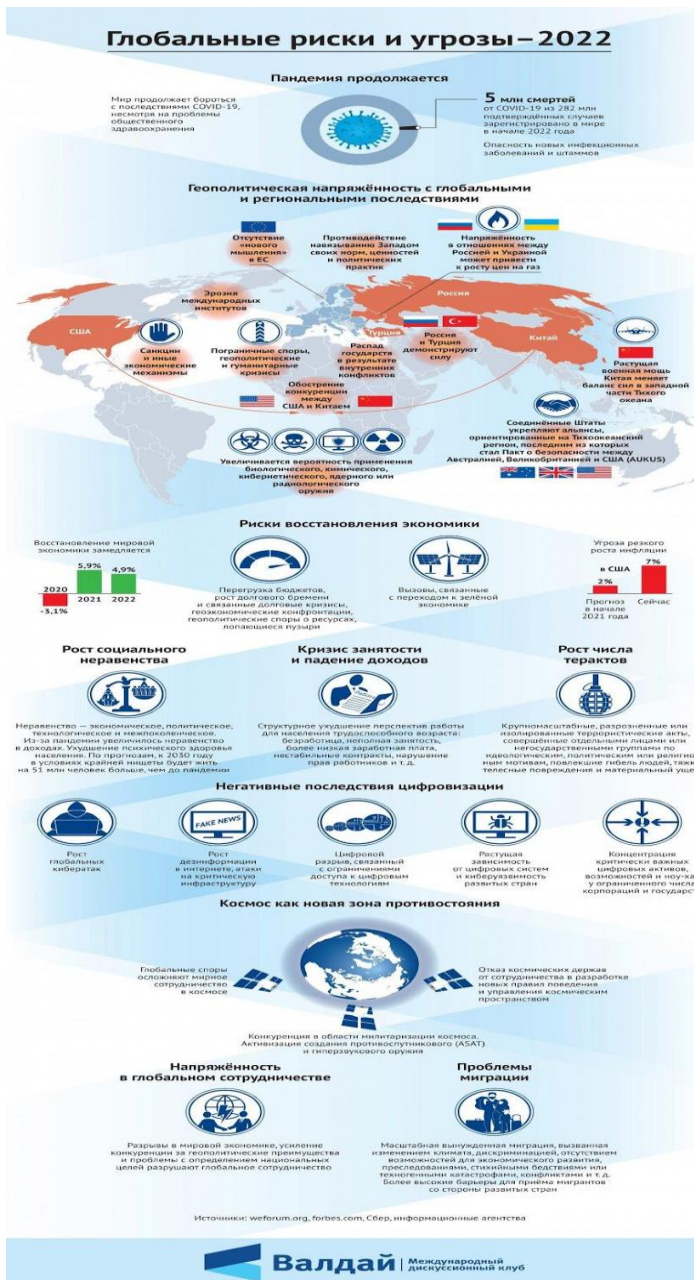 Глобальные риски и угрозы – 2022
Пандемия продолжается
Мир продолжает бороться
с последствиями COVID-19,
несмотря на проблемы
общественного
здравоохранения
5 млн смертей
от COVID-19 из 282 млн
подтверждённых случаев
зарегистрировано в мире
в начале 2022 года
Опасность новых инфекционных
заболеваний и штаммов
Геополитическая напряжённость с глобальными
и региональными последствиями
Отсутствие
«нового
мышления»
в ЕС
Противодействие
навязыванию Западом
своих норм, ценностей
и политических
практик
Напряжённость
в отношениях между
Россией и Украиной
может привести
к росту цен на газ
Эрозия
международных
институтов
США
Россия
Турция
Китай
Санкции
и иные
экономические
механизмы
Пограничные споры,
геополитические
и гуманитарные
кризисы
Распад
государств
в результате
внутренних
конфликтов
Россия
и Турция
демонстрируют
силу
Растущая
военная мощь
Китая меняет
баланс сил в западной
части Тихого
океана
Обострение
конкуренции
между
США и Китаем
Соединённые Штаты
укрепляют альянсы,
ориентированные на Тихоокеанский
регион, последним из которых
стал Пакт о безопасности между
Австралией, Великобританией и США (AUKUS)
Увеличивается вероятность применения
биологического, химического,
кибернетического, ядерного или
радиологического
оружия
Риски восстановления экономики
Восстановление мировой
экономики замедляется
2020
-3,1%
5,9%
2021
4,9%
2022
Перегрузка бюджетов,
рост долгового бремени
и связанные долговые кризисы,
геоэкономические конфронтации,
геополитические споры о ресурсах,
лопающиеся пузыри
Вызовы, связанные
с переходом к зелёной
экономике
Угроза резкого
роста инфляции
в США
2%
Прогноз
в начале
2021 года
7%
Сейчас
Рост социального
неравенства
Неравенство — экономическое, политическое,
технологическое и межпоколенческое.
Из-за пандемии увеличилось неравенство
в доходах. Ухудшение психического здоровья
населения. По прогнозам, к 2030 году
в условиях крайней нищеты будет жить
на 51 млн человек больше, чем до пандемии
Кризис занятости
и падение доходов
Структурное ухудшение перспектив работы
для населения трудоспособного возраста:
безработица, неполная занятость,
более низкая заработная плата,
нестабильные контракты, нарушение
прав работников и т. д.
Рост числа
терактов
Крупномасштабные, разрозненные или
изолированные террористические акты,
совершённые отдельными лицами или
негосударственными группами по
идеологическим, политическим или религио
ным мотивам, повлекшие гибель людей, тяж
телесные повреждения и материальный уще
Негативные последствия цифровизации
FAKE NEWS
Рост
глобальных
кибератак
Рост
дезинформации
в интернете, атаки
на критическую
инфраструктуру
Цифровой
разрыв, связанный
с ограничениями
доступа к цифровым
технологиям
Растущая
зависимость
от цифровых систем
и киберуязвимость
развитых стран
Концентрация
критически важных
цифровых активов,
возможностей и ноу-ха
у ограниченного числа
корпораций и государст
Космос как новая зона противостояния
Глобальные споры
осложняют мирное
сотрудничество
в космосе
Отказ космических держав
от сотрудничества в разработке
новых правил поведения
и управления космическим
пространством
Конкуренция в области милитаризации космоса.
Активизация создания противоспутникового (ASAT)
и гиперзвукового оружия
Напряжённость
в глобальном сотрудничестве
Разрывы в мировой экономике, усиление
конкуренции за геополитические преимущества
и проблемы с определением национальных
целей разрушают глобальное сотрудничество
Проблемы
миграции
Масштабная вынужденная миграция, вызванная
изменением климата, дискриминацией, отсутствием
возможностей для экономического развития,
преследованиями, стихийными бедствиями или
техногенными катастрофами, конфликтами и т. д.
Более высокие барьеры для приёма мигрантов
со стороны развитых стран
Источники: weforum.org, forbes.com, Сбер, информационные агентства
Валдай
Международный
дискуссионный клуб